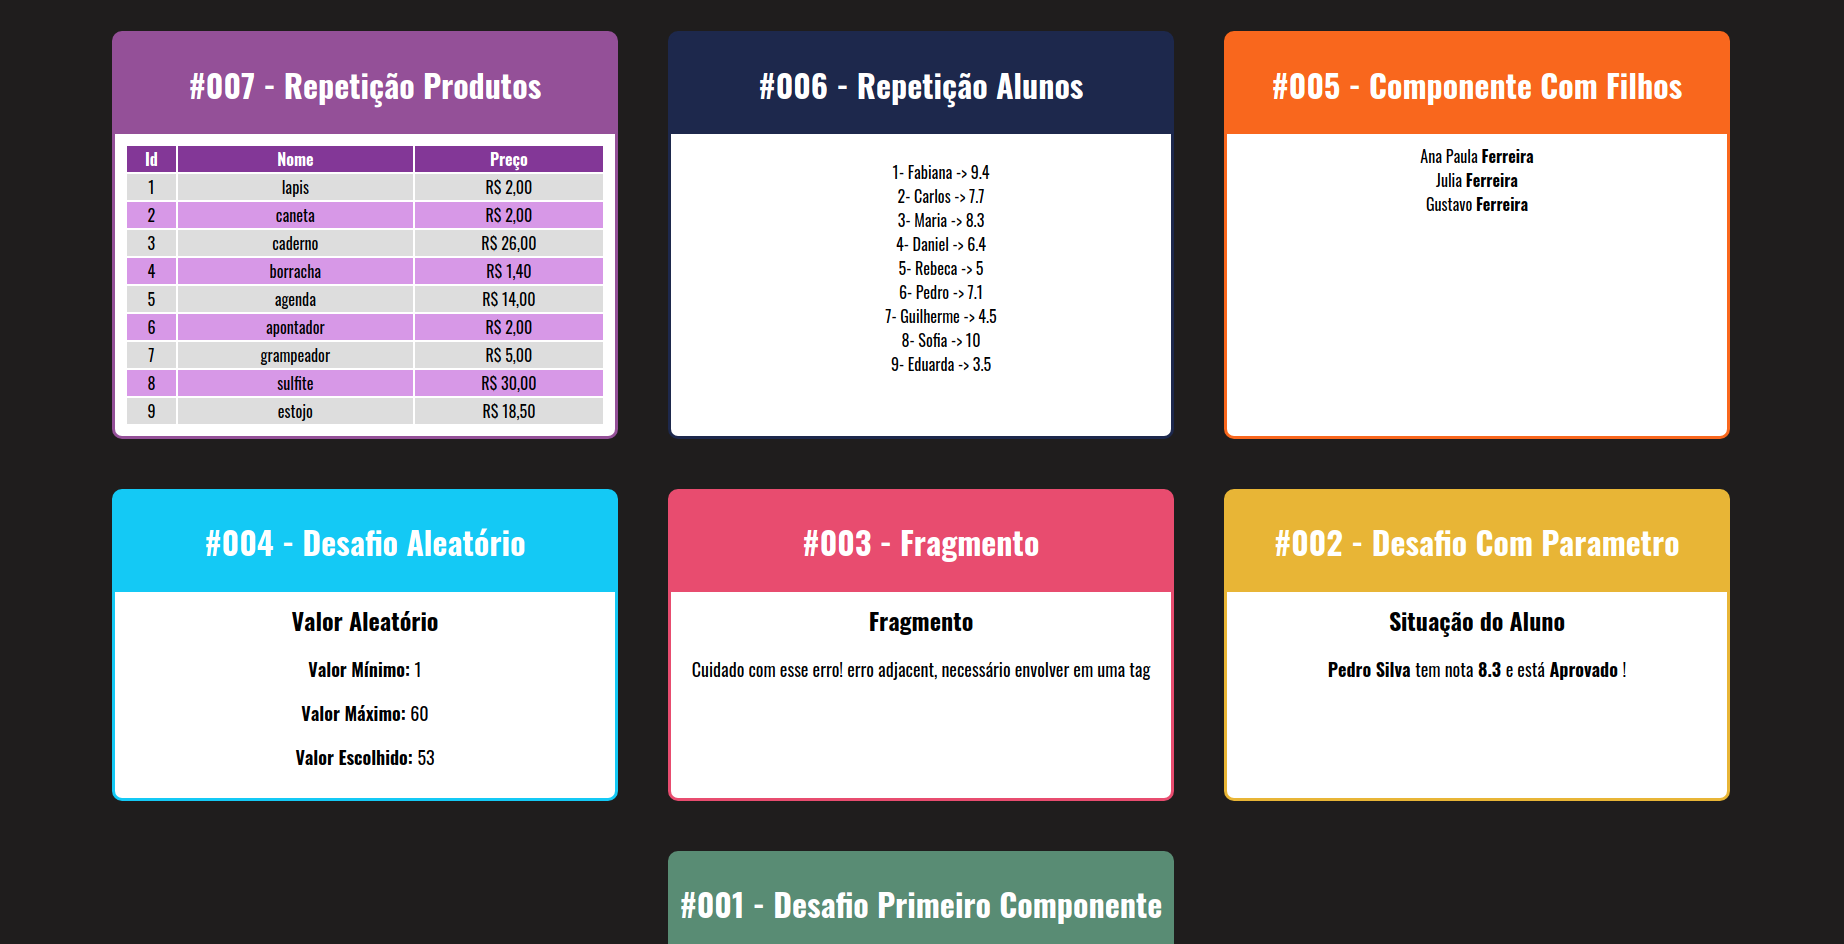 #007 - Repetição Produtos
Id Nome Preço
1 lapis R$ 2,00
2 caneta R$ 2,00
3 caderno R$ 26,00
4 borracha R$ 1,40
5 agenda R$ 14,00
6 apontador R$ 2,00
7 grampeador R$ 5,00
8 sulfite R$ 30,00
9 estojo R$ 18,50
#006 - Repetição Alunos
1- Fabiana -> 9.4
2- Carlos -> 7.7
3- Maria -> 8.3
4- Daniel -> 6.4
5- Rebeca -> 5
6- Pedro -> 7.1
7- Guilherme -> 4.5
8- Sofia -> 10
9- Eduarda -> 3.5
#005 - Componente Com Filhos
Ana Paula Ferreira
Julia Ferreira
Gustavo Ferreira
#004 - Desafio Aleatório
Valor Aleatório
Valor Mínimo: 1
Valor Máximo: 60
Valor Escolhido: 53
#003 - Fragmento
Fragmento
Cuidado com esse erro! erro adjacent, necessário envolver em uma tag
#002 - Desafio Com Parametro
Situação do Aluno
Pedro Silva tem nota 8.3 e está Aprovado !
#001 - Desafio Primeiro Componente